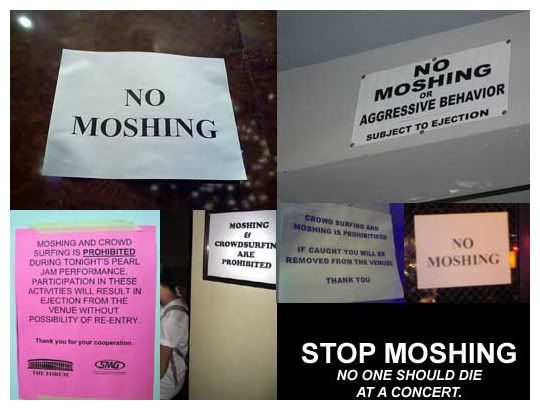 NO
MOSHING
NO
MOSHING
OR
AGGRESSIVE BEHAVIOR
SUBJECT TO EJECTION
MOSHING AND CROWD
SURFING IS PROHIBITED
DURING TONIGHT'S PEARL
JAM PERFORMANCE.
PARTICIPATION IN THESE
ACTIVITIES WILL RESULT IN
EJECTION FROM THE
VENUE WITHOUT
POSSIBILITY OF RE-ENTRY.
Thank you for your cooperation.
THE FORUM
SMG
MOSHING
&
CROWDSURFIN
ARE
PROHIBITED
CROWD SURFING AND
MOSHING IS PROHIBITED
IF CAUGHT YOU WILL BE
REMOVED FROM THE VENUE
THANK YOU
NO
MOSHING
STOP MOSHING
NO ONE SHOULD DIE
AT A CONCERT.